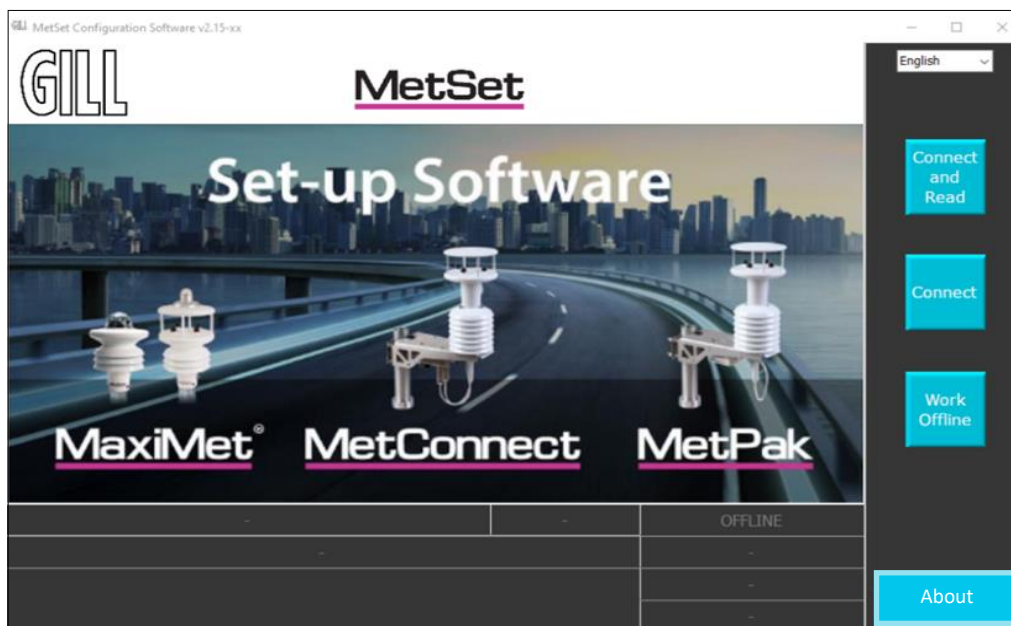 GILL MetSet Configuration Software v2.15-xx
GILL
MetSet
English
Set-up Software
Connect
and
Read
Connect
Work
Offline
MaxiMet®
MetConnect
MetPak
- - OFFLINE
- -
-
-
About